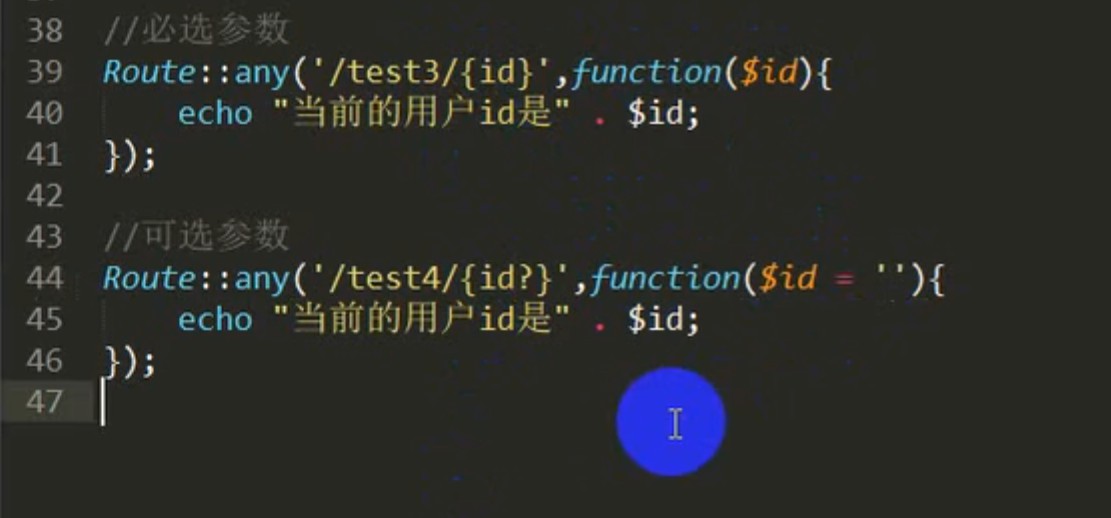 38 //必选参数
39 Route::any('/test3/{id}',function($id){
40     echo "当前的用户id是" . $id;
41 });
42
43 //可选参数
44 Route::any('/test4/{id?}',function($id = ''){
45     echo "当前的用户id是" . $id;
46 });
47